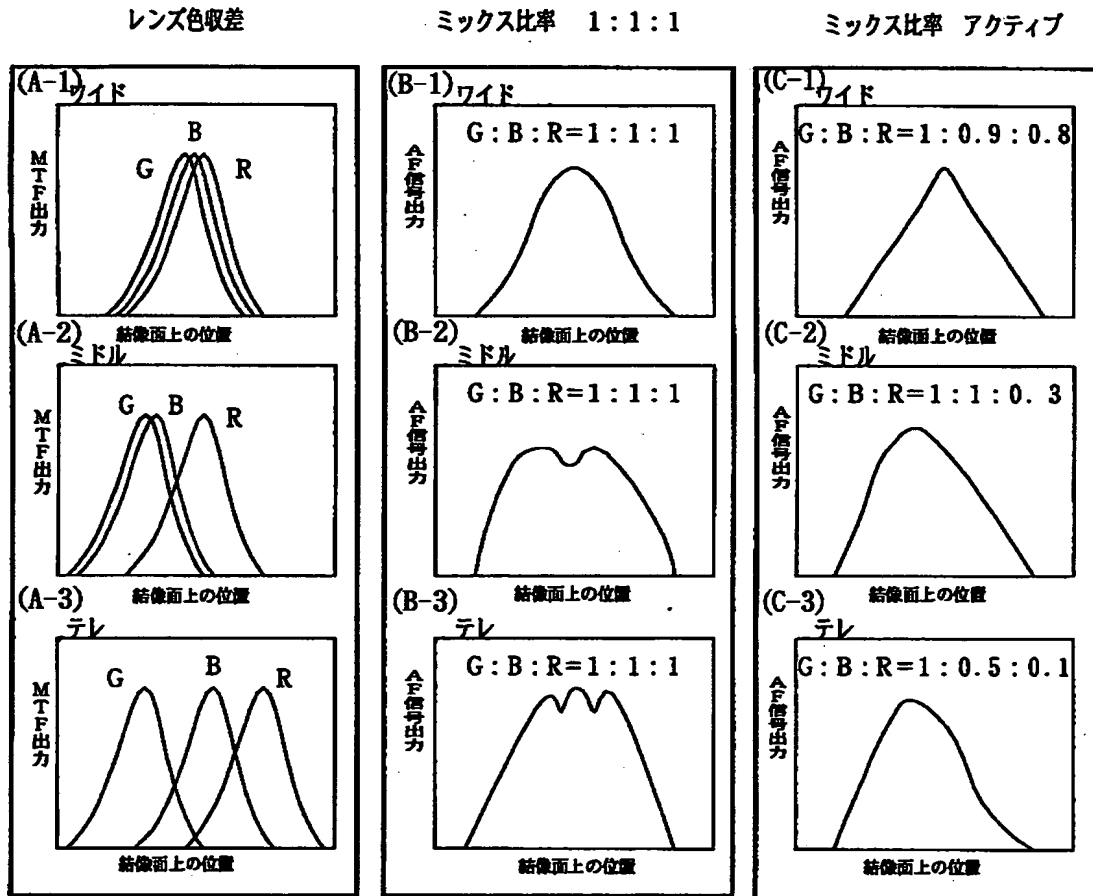 レンズ色収差
ミックス比率 1:1:1
ミックス比率 アクティブ
(A-1)
ワイド
MTF出力
G
B
R
結像面上の位置
(A-2)
ミドル
MTF出力
G
B
R
結像面上の位置
(A-3)
テレ
MTF出力
G
B
R
結像面上の位置
(B-1)
ワイド
AF信号出力
G:B:R=1:1:1
結像面上の位置
(B-2)
ミドル
AF信号出力
G:B:R=1:1:1
結像面上の位置
(B-3)
テレ
AF信号出力
G:B:R=1:1:1
結像面上の位置
(C-1)
ワイド
AF信号出力
G:B:R=1:0.9:0.8
結像面上の位置
(C-2)
ミドル
AF信号出力
G:B:R=1:1:0.3
結像面上の位置
(C-3)
テレ
AF信号出力
G:B:R=1:0.5:0.1
結像面上の位置